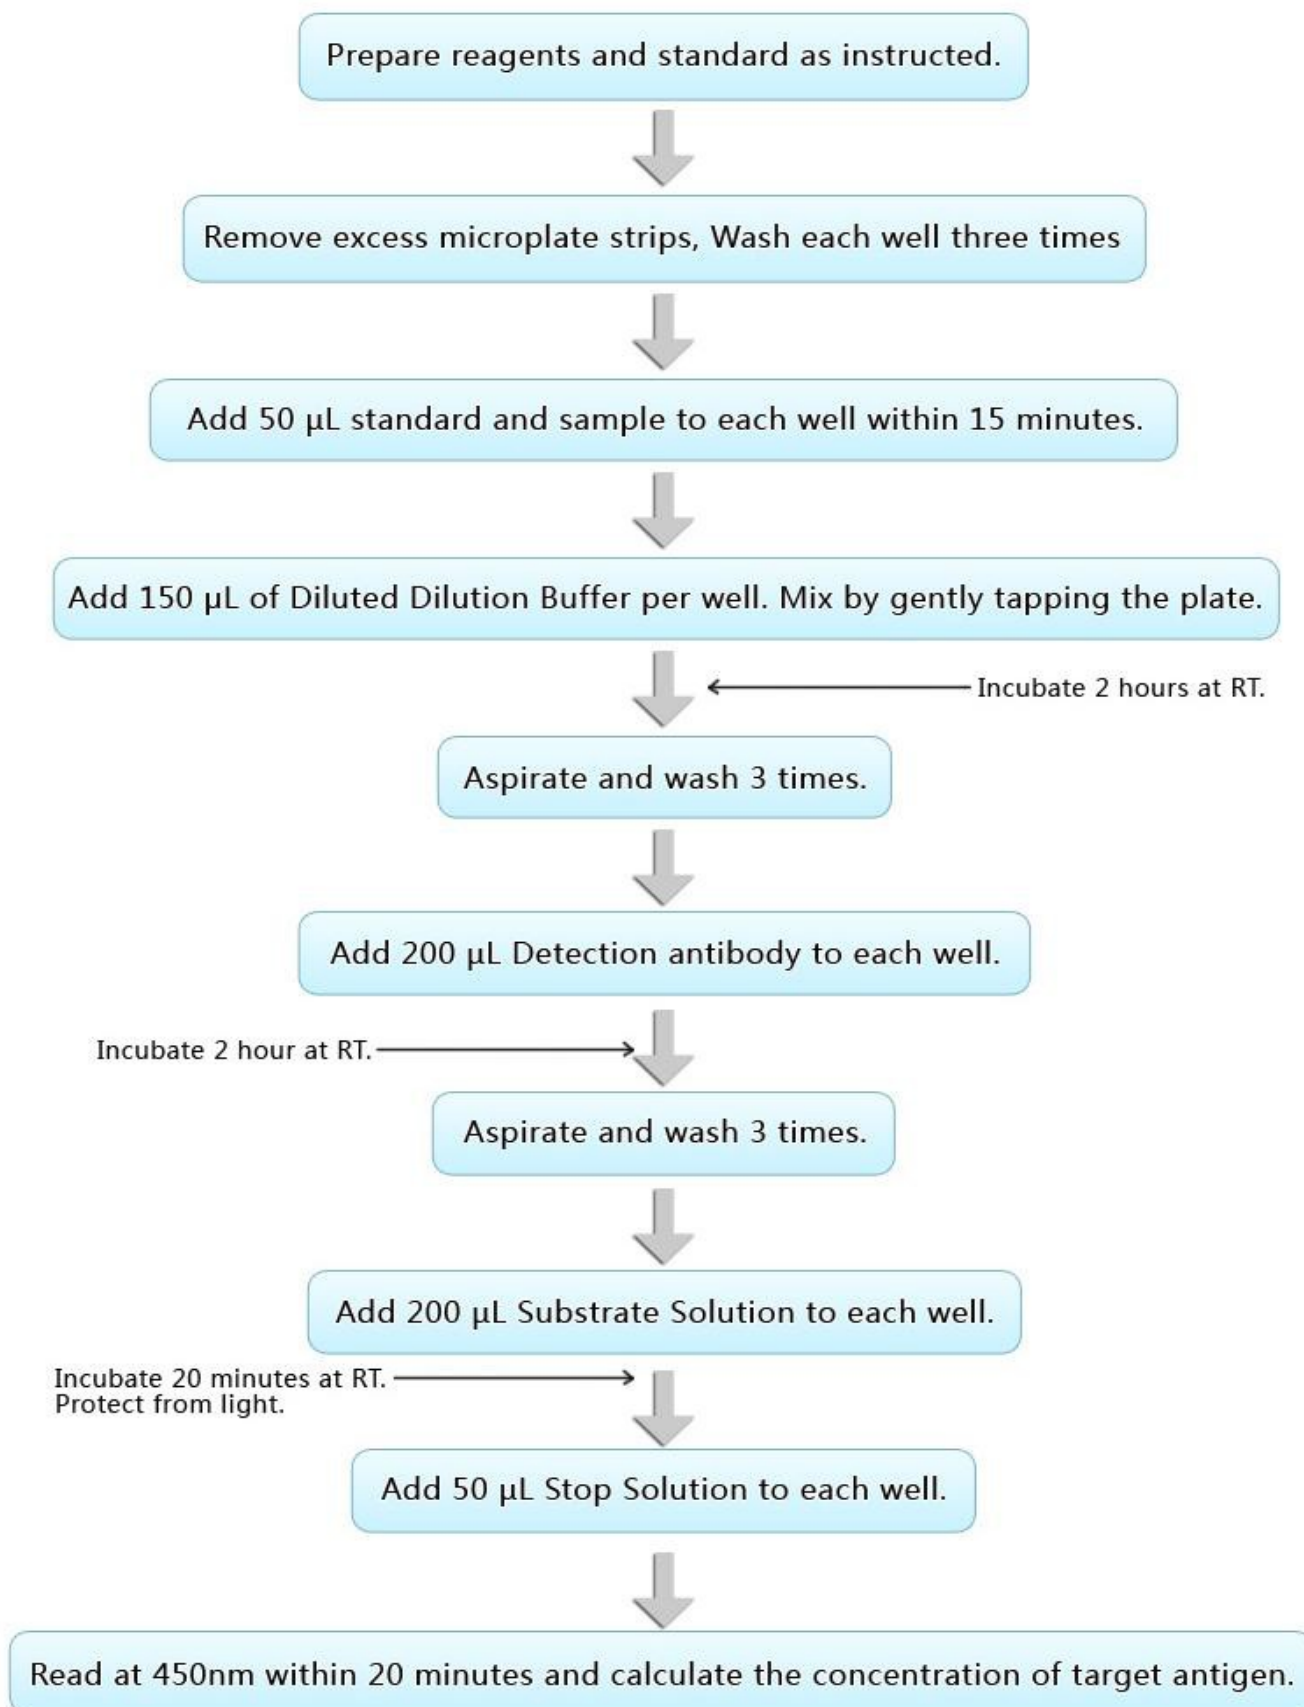 Prepare reagents and standard as instructed.
Remove excess microplate strips, Wash each well three times
Add 50 µL standard and sample to each well within 15 minutes.
Add 150 µL of Diluted Dilution Buffer per well. Mix by gently tapping the plate.
Incubate 2 hours at RT.
Aspirate and wash 3 times.
Add 200 µL Detection antibody to each well.
Incubate 2 hour at RT.
Aspirate and wash 3 times.
Add 200 µL Substrate Solution to each well.
Incubate 20 minutes at RT.
Protect from light.
Add 50 µL Stop Solution to each well.
Read at 450nm within 20 minutes and calculate the concentration of target antigen.